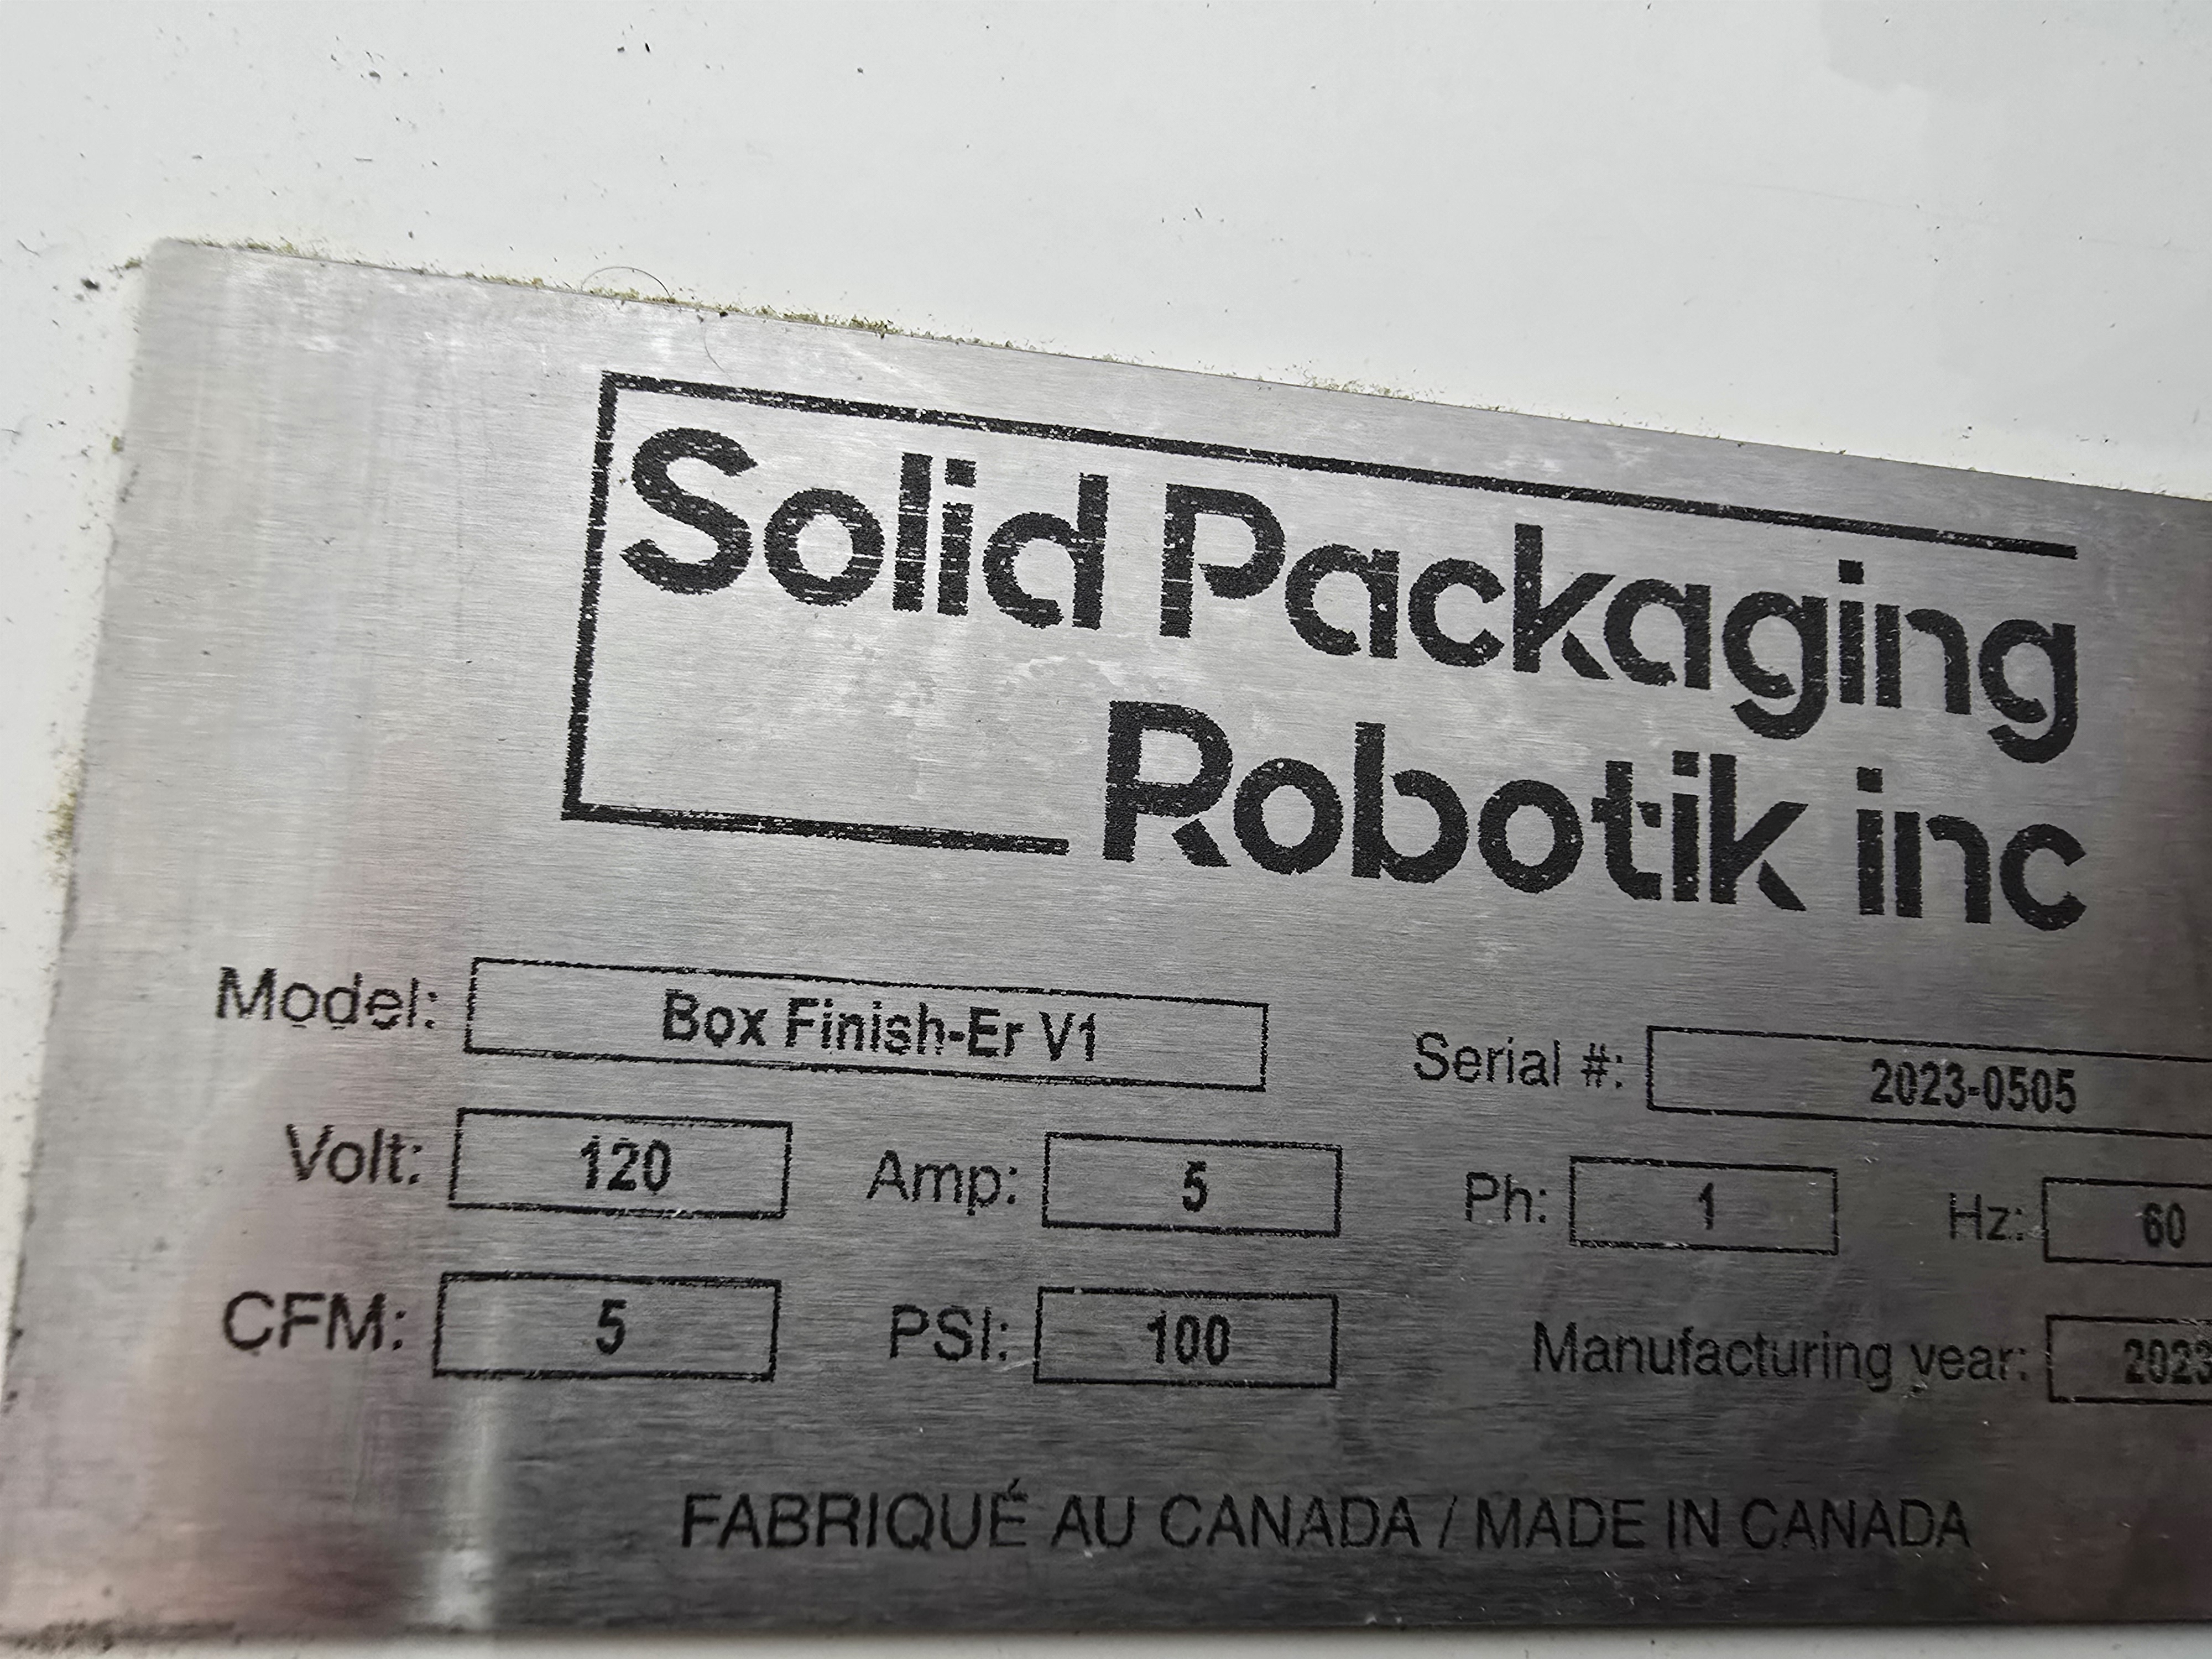 Solid Packaging
Robotik inc
Model: Box Finish-Er V1 Serial #: 2023-0505
Volt: 120 Amp: 5 Ph: 1 Hz: 60
CFM: 5 PSI: 100 Manufacturing year: 2023
FABRIQUÉ AU CANADA / MADE IN CANADA